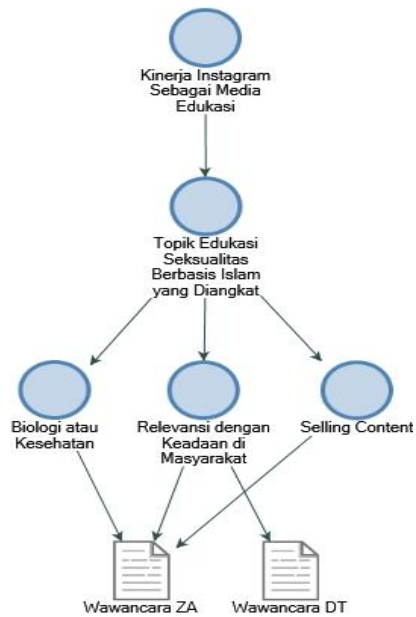 Kinerja Instagram
Sebagai Media
Edukasi
Topik Edukasi
Seksualitas
Berbasis Islam
yang Diangkat
Biologi atau
Kesehatan
Relevansi dengan
Keadaan di
Masyarakat
Selling Content
Wawancara ZA
Wawancara DT